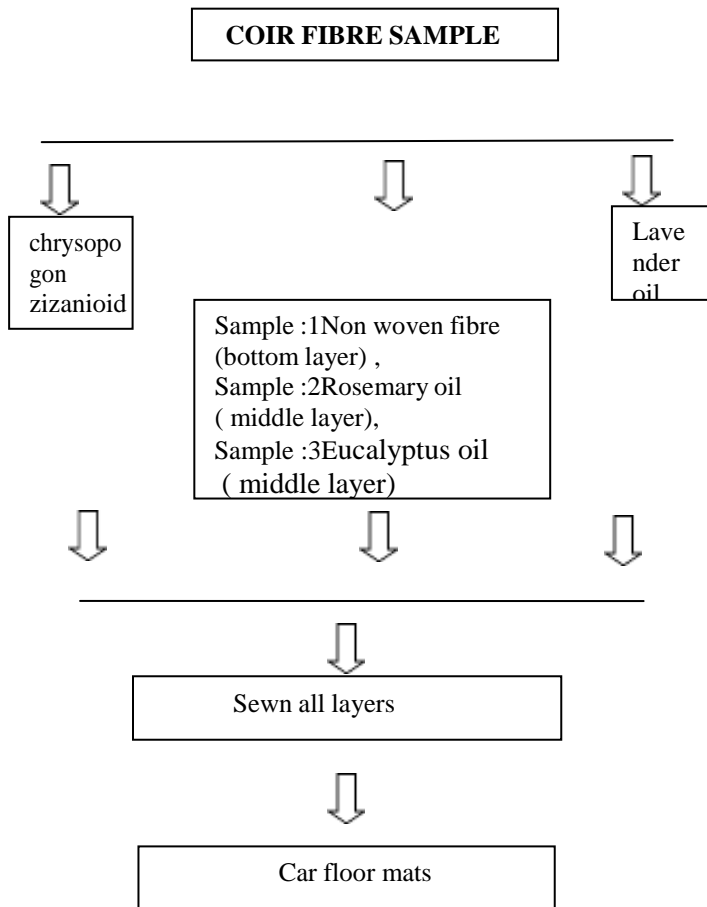 COIR FIBRE SAMPLE
chrysopo
gon
zizanioid
Lave
nder
oil
Sample :1Non woven fibre
(bottom layer) ,
Sample :2Rosemary oil
( middle layer),
Sample :3Eucalyptus oil
( middle layer)
Sewn all layers
Car floor mats